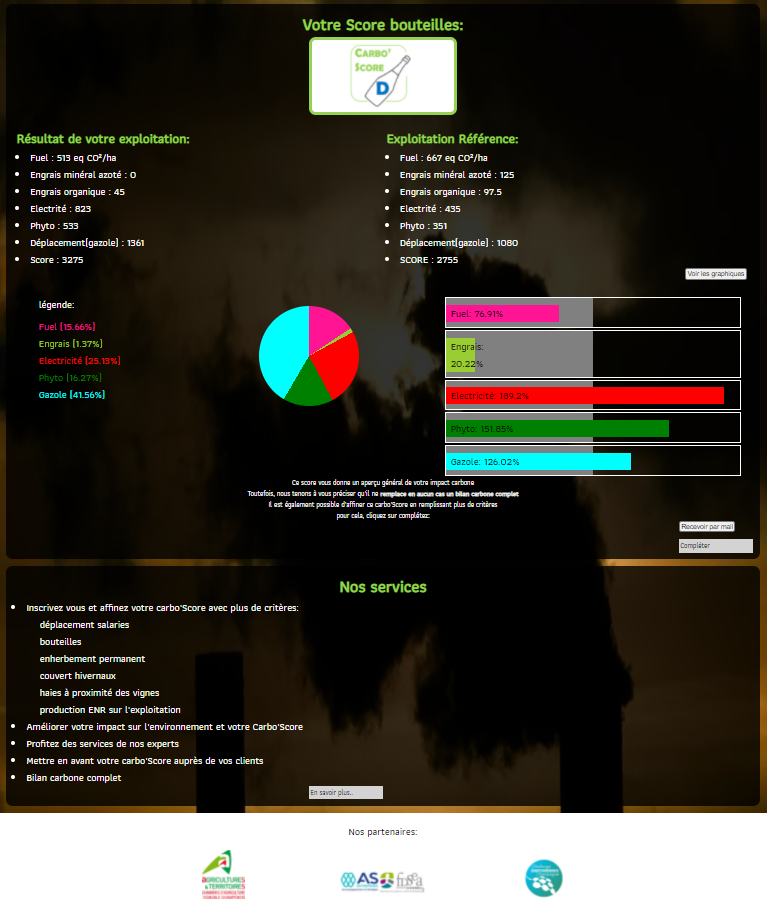 Votre Score bouteilles:
CARBO'
SCORE
D
Résultat de votre exploitation:
Fuel : 513 eq CO²/ha
Engrais minéral azoté : 0
Engrais organique : 45
Electrité : 823
Phyto : 533
Déplacement(gazole) : 1361
Score : 3275
Exploitation Référence:
Fuel : 667 eq CO²/ha
Engrais minéral azoté : 125
Engrais organique : 97.5
Electrité : 435
Phyto : 351
Déplacement(gazole) : 1080
SCORE : 2755
Voir les graphiques
légende:
Fuel (15.66%)
Engrais (1.37%)
Electricité (25.13%)
Phyto (16.27%)
Gazole (41.56%)
Fuel: 76.91%
Engrais:
20.22%
Electricité: 189.2%
Phyto: 151.85%
Gazole: 126.02%
Ce score vous donne un aperçu général de votre impact carbone
Toutefois, nous tenons à vous préciser qu'il ne remplace en aucun cas un bilan carbone complet
Il est également possible d'affiner ce carbo'Score en remplissant plus de critères
pour cela, cliquez sur complétez:
Recevoir par mail
Compléter
Nos services
Inscrivez vous et affinez votre carbo'Score avec plus de critères:
déplacement salaries
bouteilles
enherbement permanent
couvert hivernaux
haies à proximité des vignes
production ENR sur l'exploitation
Améliorer votre impact sur l'environnement et votre Carbo'Score
Profitez des services de nos experts
Mettre en avant votre carbo'Score auprès de vos clients
Bilan carbone complet
En savoir plus..
Nos partenaires:
AGRICULTURES
& TERRITOIRES
AS
fnsea